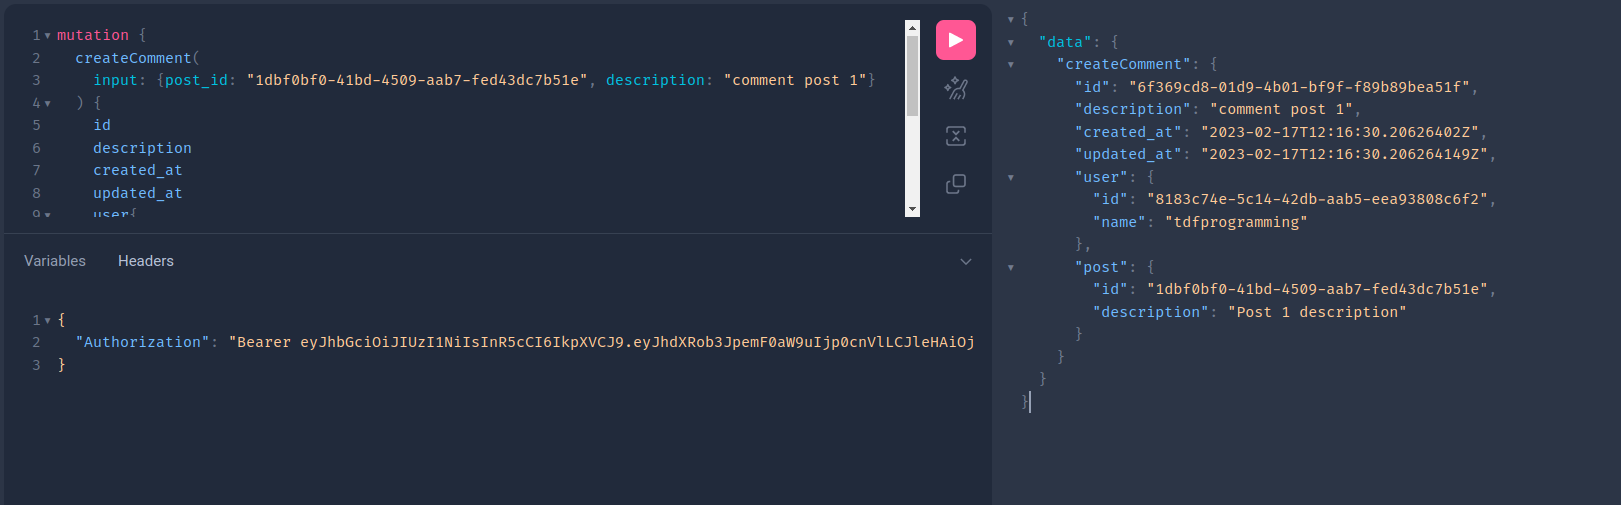 1 mutation {
2 createComment(
3 input: {post_id: "1dbf0bf0-41bd-4509-aab7-fed43dc7b51e", description: "comment post 1"}
4 ) {
5 id
6 description
7 created_at
8 updated_at
9 user{
Variables Headers
1 {
2 "Authorization": "Bearer eyJhbGciOiJIUzI1NiIsInR5cCI6IkpXVCJ9.eyJhdXRob3JpemF0aW9uIjp0cnVlLCJleHAiOj
3 }
{
"data": {
"createComment": {
"id": "6f369cd8-01d9-4b01-bf9f-f89b89bea51f",
"description": "comment post 1",
"created_at": "2023-02-17T12:16:30.20626402Z",
"updated_at": "2023-02-17T12:16:30.206264149Z",
"user": {
"id": "8183c74e-5c14-42db-aab5-eea93808c6f2",
"name": "tdfprogramming"
},
"post": {
"id": "1dbf0bf0-41bd-4509-aab7-fed43dc7b51e",
"description": "Post 1 description"
}
}
}
}